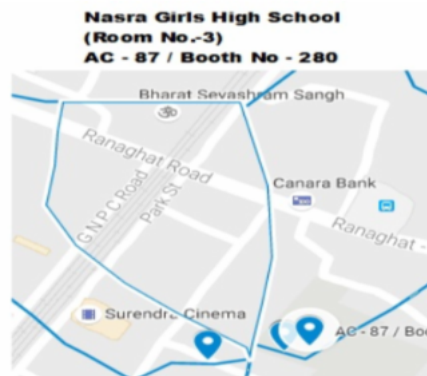 Nasra Girls High School
(Room No.-3)
AC - 87 / Booth No - 280
Bharat Sevashram Sangh
Ranaghat Road
G N P C Road
Park St
Canara Bank
Ranaghat -
Surendra Cinema
AC - 87 / Boo